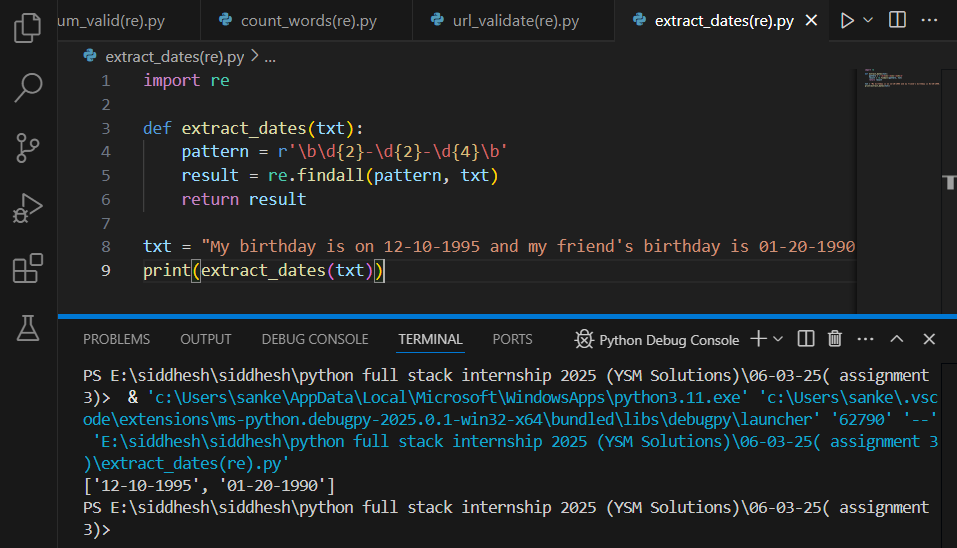 um_valid(re).py count_words(re).py url_validate(re).py extract_dates(re).py
extract_dates(re).py > ...
1 import re
2
3 def extract_dates(txt):
4 pattern = r'\b\d{2}-\d{2}-\d{4}\b'
5 result = re.findall(pattern, txt)
6 return result
7
8 txt = "My birthday is on 12-10-1995 and my friend's birthday is 01-20-1990
9 print(extract_dates(txt))
PROBLEMS OUTPUT DEBUG CONSOLE TERMINAL PORTS Python Debug Console
PS E:\siddhesh\siddhesh\python full stack internship 2025 (YSM Solutions)\06-03-25( assignment
3)> & 'c:\Users\sanke\AppData\Local\Microsoft\WindowsApps\python3.11.exe' 'c:\Users\sanke\.vsc
ode\extensions\ms-python.debugpy-2025.0.1-win32-x64\bundled\libs\debugpy\launcher' '62790' '--'
'E:\siddhesh\siddhesh\python full stack internship 2025 (YSM Solutions)\06-03-25( assignment 3
)\extract_dates(re).py'
['12-10-1995', '01-20-1990']
PS E:\siddhesh\siddhesh\python full stack internship 2025 (YSM Solutions)\06-03-25( assignment
3)>